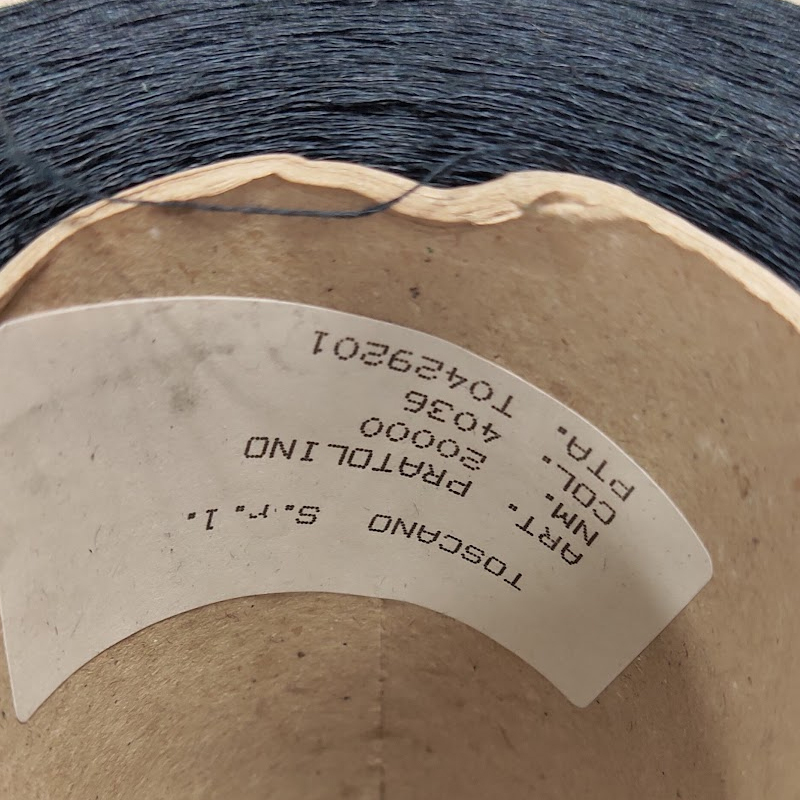 TOSCANO S.r.l.
ART. PRATOLINO
NM. 20000
COL. 4036
PTA. T0429201